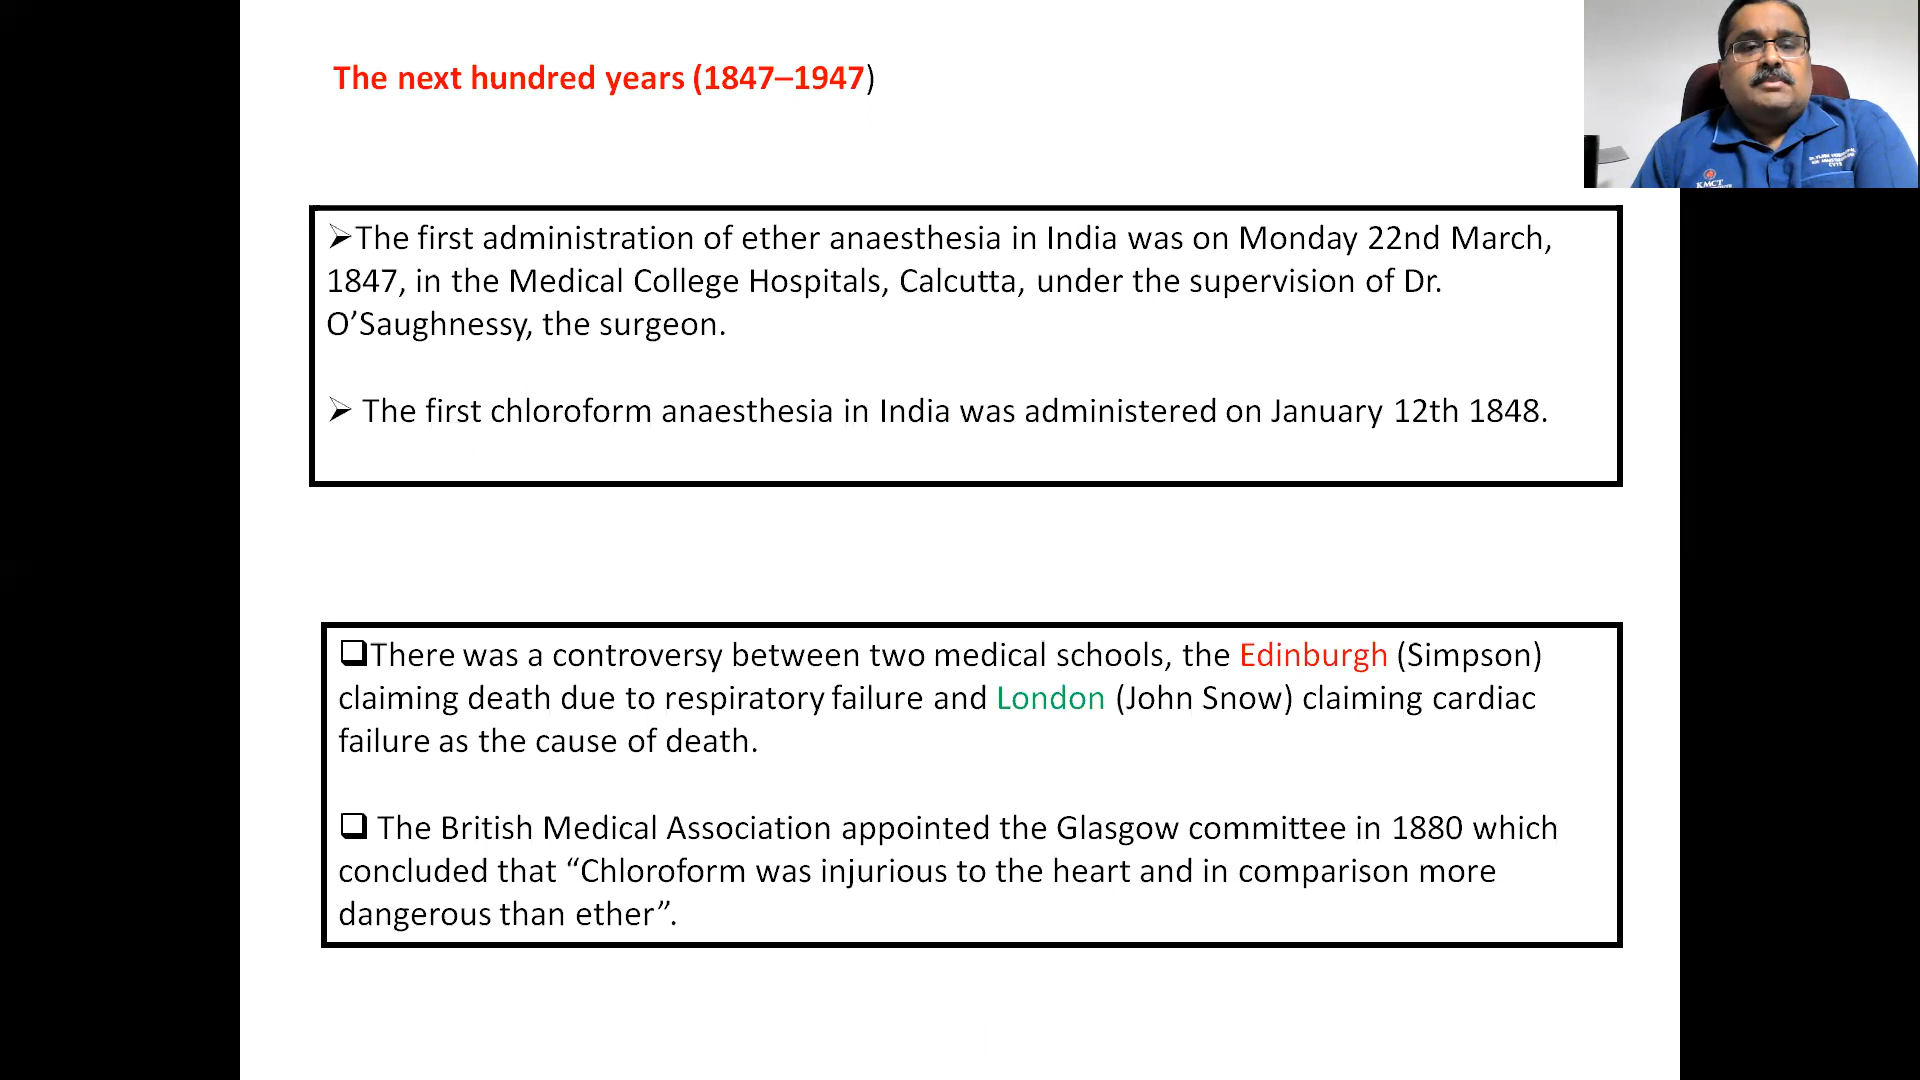 The next hundred years (1847–1947)
➢The first administration of ether anaesthesia in India was on Monday 22nd March,
1847, in the Medical College Hospitals, Calcutta, under the supervision of Dr.
O’Saughnessy, the surgeon.
➢ The first chloroform anaesthesia in India was administered on January 12th 1848.
❑There was a controversy between two medical schools, the Edinburgh (Simpson)
claiming death due to respiratory failure and London (John Snow) claiming cardiac
failure as the cause of death.
❑ The British Medical Association appointed the Glasgow committee in 1880 which
concluded that “Chloroform was injurious to the heart and in comparison more
dangerous than ether”.
KMCT